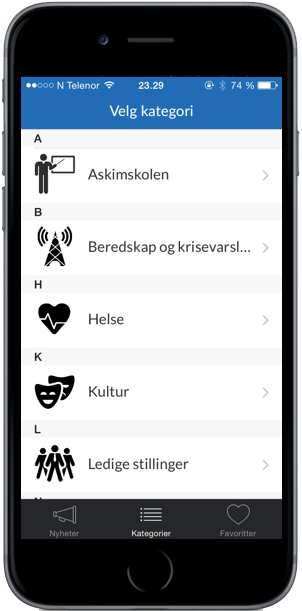 N Telenor 23.29 74 %
Velg kategori
A
Askimskolen
B
Beredskap og krisevarsl...
H
Helse
K
Kultur
L
Ledige stillinger
Nyheter Kategorier Favoritter